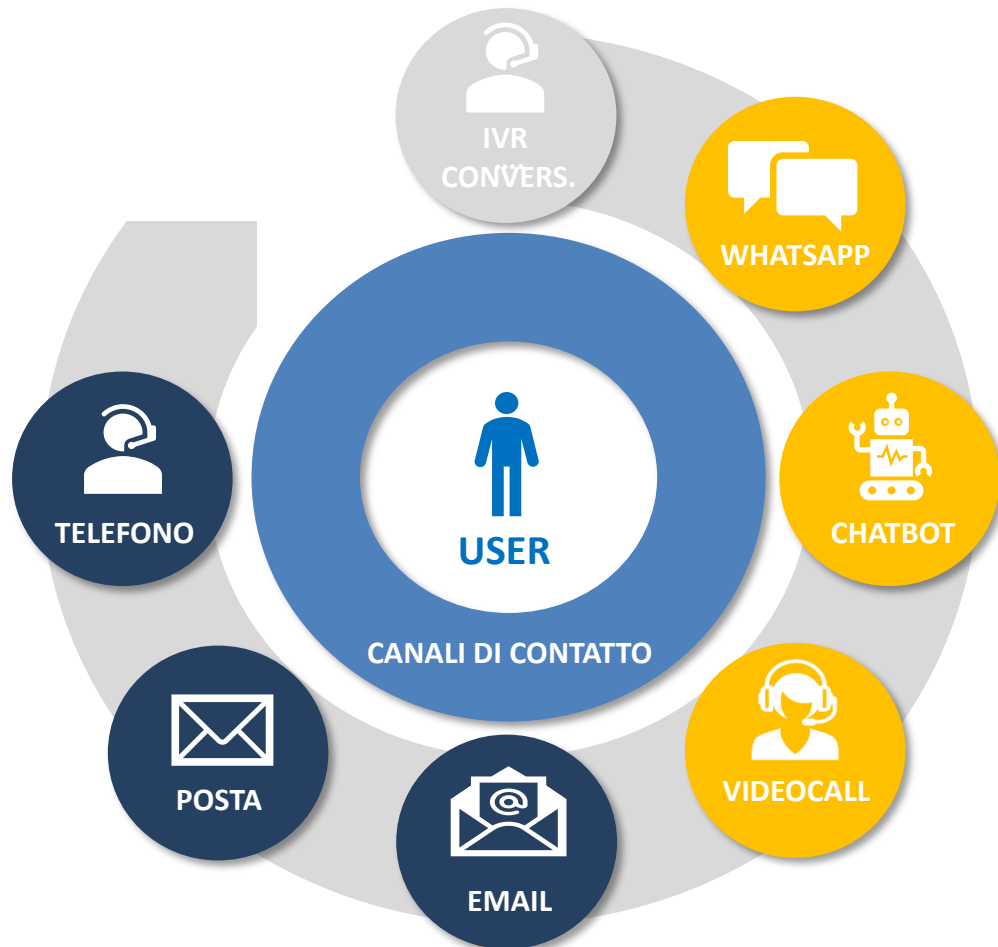 IVR
CONVERS.
WHATSAPP
CHATBOT
VIDEOCALL
EMAIL
POSTA
TELEFONO
USER
CANALI DI CONTATTO
@